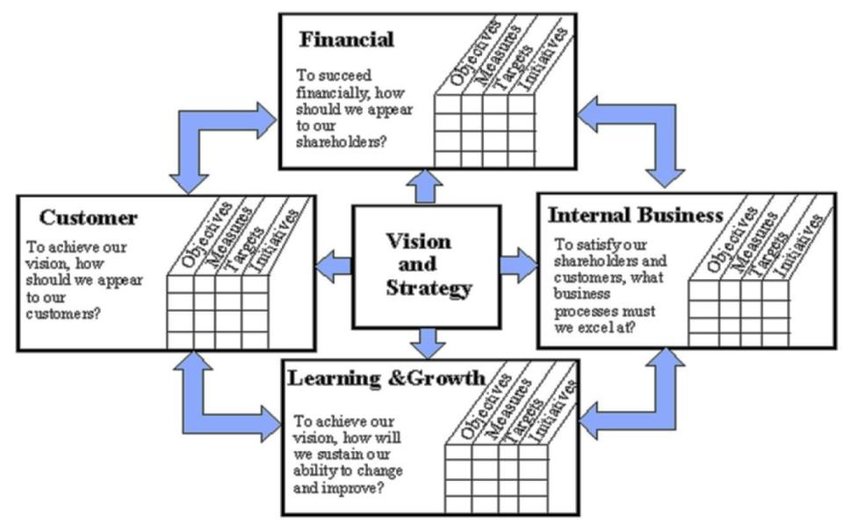 Financial
To succeed
financially, how
should we appear
to our
shareholders?
Objectives
Measures
Targets
Initiatives
Customer
To achieve our
vision, how
should we appear
to our
customers?
Objectives
Measures
Targets
Initiatives
Vision
and
Strategy
Internal Business
To satisfy our
shareholders and
customers, what
business
processes must
we excel at?
Objectives
Measures
Targets
Initiatives
Learning &Growth
To achieve our
vision, how will
we sustain our
ability to change
and improve?
Objectives
Measures
Targets
Initiatives